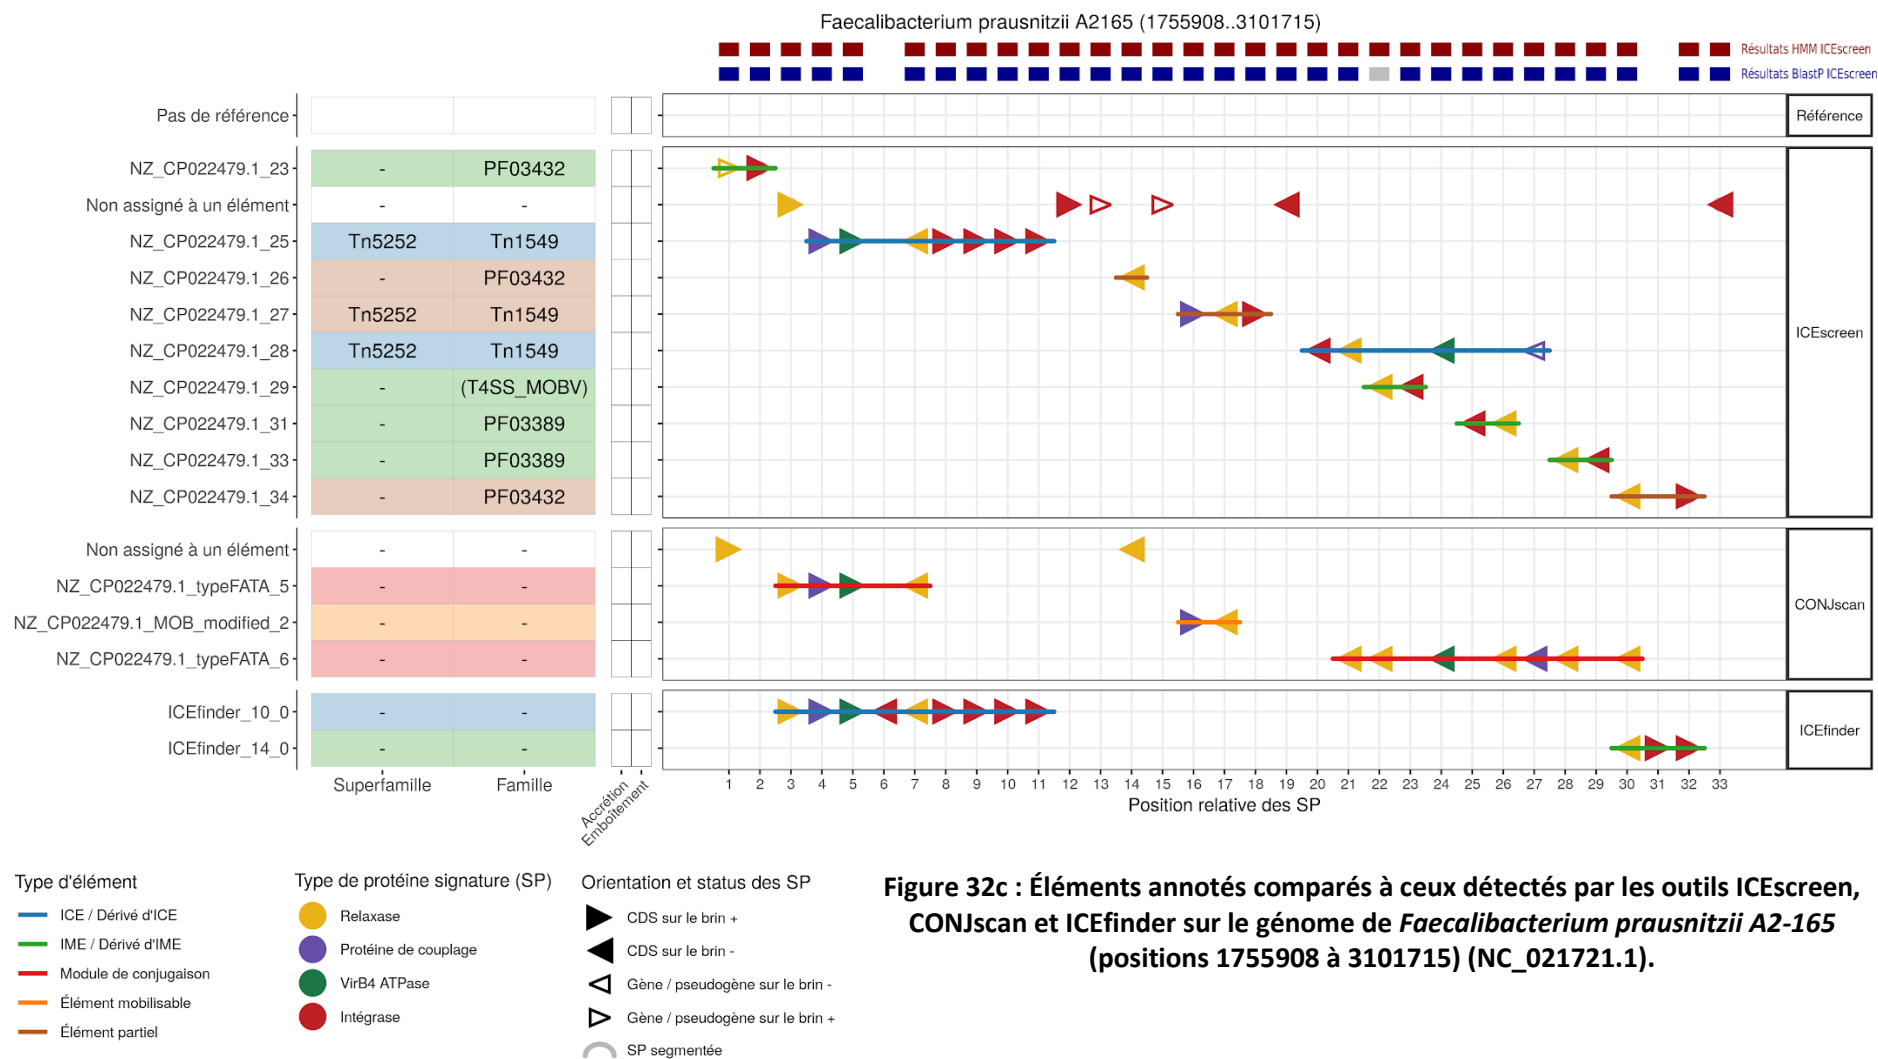 Faecalibacterium prausnitzii A2165 (1755908..3101715)
Résultats HMM ICEscreen
Résultats BlastP ICEscreen
Pas de référence
Référence
NZ_CP022479.1_23 - PF03432
Non assigné à un élément - -
NZ_CP022479.1_25 Tn5252 Tn1549
NZ_CP022479.1_26 - PF03432
NZ_CP022479.1_27 Tn5252 Tn1549
ICEscreen
NZ_CP022479.1_28 Tn5252 Tn1549
NZ_CP022479.1_29 - (T4SS_MOBV)
NZ_CP022479.1_31 - PF03389
NZ_CP022479.1_33 - PF03389
NZ_CP022479.1_34 - PF03432
Non assigné à un élément - -
NZ_CP022479.1_typeFATA_5 - -
CONJscan
NZ_CP022479.1_MOB_modified_2 - -
NZ_CP022479.1_typeFATA_6 - -
ICEfinder_10_0 - -
ICEfinder
ICEfinder_14_0 - -
Superfamille Famille
Accrétion
Emboîtement
1 2 3 4 5 6 7 8 9 10 11 12 13 14 15 16 17 18 19 20 21 22 23 24 25 26 27 28 29 30 31 32 33
Position relative des SP
Type d'élément
ICE / Dérivé d'ICE
IME / Dérivé d'IME
Module de conjugaison
Élément mobilisable
Élément partiel
Type de protéine signature (SP)
Relaxase
Protéine de couplage
VirB4 ATPase
Intégrase
Orientation et status des SP
CDS sur le brin +
CDS sur le brin -
Gène / pseudogène sur le brin -
Gène / pseudogène sur le brin +
SP segmentée
Figure 32c : Éléments annotés comparés à ceux détectés par les outils ICEscreen,
CONJscan et ICEfinder sur le génome de Faecalibacterium prausnitzii A2-165
(positions 1755908 à 3101715) (NC_021721.1).